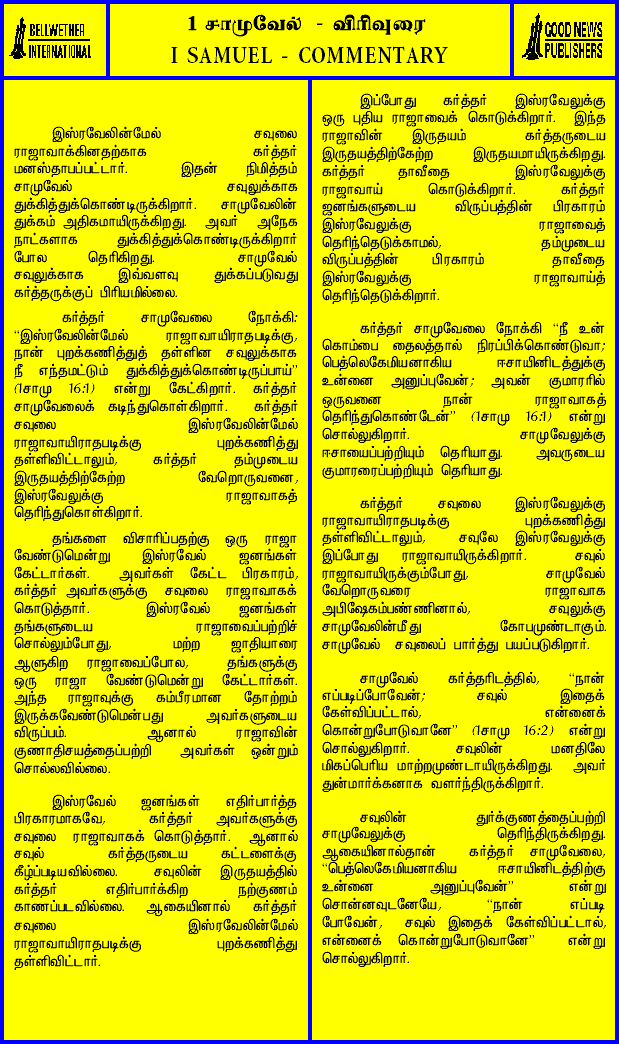 BELLWETHER
INTERNATIONAL
1 சாமுவேல் - விரிவுரை
I SAMUEL - COMMENTARY
GOOD NEWS
PUBLISHERS
இஸ்ரவேலின்மேல் சவுலை
ராஜாவாக்கினதற்காக கர்த்தர்
மனஸ்தாபப்பட்டார். இதன் நிமித்தம்
சாமுவேல் சவுலுக்காக
துக்கித்துக்கொண்டிருக்கிறார். சாமுவேலின்
துக்கம் அதிகமாயிருக்கிறது. அவர் அநேக
நாட்களாக துக்கித்துக்கொண்டிருக்கிறார்
போல தெரிகிறது. சாமுவேல்
சவுலுக்காக இவ்வளவு துக்கப்படுவது
கர்த்தருக்குப் பிரியமில்லை.
கர்த்தர் சாமுவேலை நோக்கி:
“இஸ்ரவேலின்மேல் ராஜாவாயிராதபடிக்கு,
நான் புறக்கணித்துத் தள்ளின சவுலுக்காக
நீ எந்தமட்டும் துக்கித்துக்கொண்டிருப்பாய்”
(1சாமு 16:1) என்று கேட்கிறார். கர்த்தர்
சாமுவேலைக் கடிந்துகொள்கிறார். கர்த்தர்
சவுலை இஸ்ரவேலின்மேல்
ராஜாவாயிராதபடிக்கு புறக்கணித்து
தள்ளிவிட்டாலும், கர்த்தர் தம்முடைய
இருதயத்திற்கேற்ற வேறொருவனை,
இஸ்ரவேலுக்கு ராஜாவாகத்
தெரிந்துகொள்கிறார்.
தங்களை விசாரிப்பதற்கு ஒரு ராஜா
வேண்டுமென்று இஸ்ரவேல் ஜனங்கள்
கேட்டார்கள். அவர்கள் கேட்ட பிரகாரம்,
கர்த்தர் அவர்களுக்கு சவுலை ராஜாவாகக்
கொடுத்தார். இஸ்ரவேல் ஜனங்கள்
தங்களுடைய ராஜாவைப்பற்றிச்
சொல்லும்போது, மற்ற ஜாதியாரை
ஆளுகிற ராஜாவைப்போல, தங்களுக்கு
ஒரு ராஜா வேண்டுமென்று கேட்டார்கள்.
அந்த ராஜாவுக்கு கம்பீரமான தோற்றம்
இருக்கவேண்டுமென்பது அவர்களுடைய
விருப்பம். ஆனால் ராஜாவின்
குணாதிசயத்தைப்பற்றி அவர்கள் ஒன்றும்
சொல்லவில்லை.
இஸ்ரவேல் ஜனங்கள் எதிர்பார்த்த
பிரகாரமாகவே, கர்த்தர் அவர்களுக்கு
சவுலை ராஜாவாகக் கொடுத்தார். ஆனால்
சவுல் கர்த்தருடைய கட்டளைக்கு
கீழ்ப்படியவில்லை. சவுலின் இருதயத்தில்
கர்த்தர் எதிர்பார்க்கிற நற்குணம்
காணப்படவில்லை. ஆகையினால் கர்த்தர்
சவுலை இஸ்ரவேலின்மேல்
ராஜாவாயிராதபடிக்கு புறக்கணித்து
தள்ளிவிட்டார்.
இப்போது கர்த்தர் இஸ்ரவேலுக்கு
ஒரு புதிய ராஜாவைக் கொடுக்கிறார். இந்த
ராஜாவின் இருதயம் கர்த்தருடைய
இருதயத்திற்கேற்ற இருதயமாயிருக்கிறது.
கர்த்தர் தாவீதை இஸ்ரவேலுக்கு
ராஜாவாய் கொடுக்கிறார். கர்த்தர்
ஜனங்களுடைய விருப்பத்தின் பிரகாரம்
இஸ்ரவேலுக்கு ராஜாவைத்
தெரிந்தெடுக்காமல், தம்முடைய
விருப்பத்தின் பிரகாரம் தாவீதை
இஸ்ரவேலுக்கு ராஜாவாய்த்
தெரிந்தெடுக்கிறார்.
கர்த்தர் சாமுவேலை நோக்கி “நீ உன்
கொம்பை தைலத்தால் நிரப்பிக்கொண்டுவா;
பெத்லெகேமியனாகிய ஈசாயினிடத்துக்கு
உன்னை அனுப்புவேன்; அவன் குமாரரில்
ஒருவனை நான் ராஜாவாகத்
தெரிந்துகொண்டேன்” (1சாமு 16:1) என்று
சொல்லுகிறார். சாமுவேலுக்கு
ஈசாயைப்பற்றியும் தெரியாது. அவருடைய
குமாரரைப்பற்றியும் தெரியாது.
கர்த்தர் சவுலை இஸ்ரவேலுக்கு
ராஜாவாயிராதபடிக்கு புறக்கணித்து
தள்ளிவிட்டாலும், சவுலே இஸ்ரவேலுக்கு
இப்போது ராஜாவாயிருக்கிறார். சவுல்
ராஜாவாயிருக்கும்போது, சாமுவேல்
வேறொருவரை ராஜாவாக
அபிஷேகம்பண்ணினால், சவுலுக்கு
சாமுவேலின்மீது கோபமுண்டாகும்.
சாமுவேல் சவுலைப் பார்த்து பயப்படுகிறார்.
சாமுவேல் கர்த்தரிடத்தில், “நான்
எப்படிப்போவேன்; சவுல் இதைக்
கேள்விப்பட்டால், என்னைக்
கொன்றுபோடுவானே” (1சாமு 16:2) என்று
சொல்லுகிறார். சவுலின் மனதிலே
மிகப்பெரிய மாற்றமுண்டாயிருக்கிறது. அவர்
துன்மார்க்கனாக வளர்ந்திருக்கிறார்.
சவுலின் துர்க்குணத்தைப்பற்றி
சாமுவேலுக்கு தெரிந்திருக்கிறது.
ஆகையினால்தான் கர்த்தர் சாமுவேலை,
“பெத்லெகேமியனாகிய ஈசாயினிடத்திற்கு
உன்னை அனுப்புவேன்” என்று
சொன்னவுடனேயே, “நான் எப்படி
போவேன், சவுல் இதைக் கேள்விப்பட்டால்,
என்னைக் கொன்றுபோடுவானே” என்று
சொல்லுகிறார்.